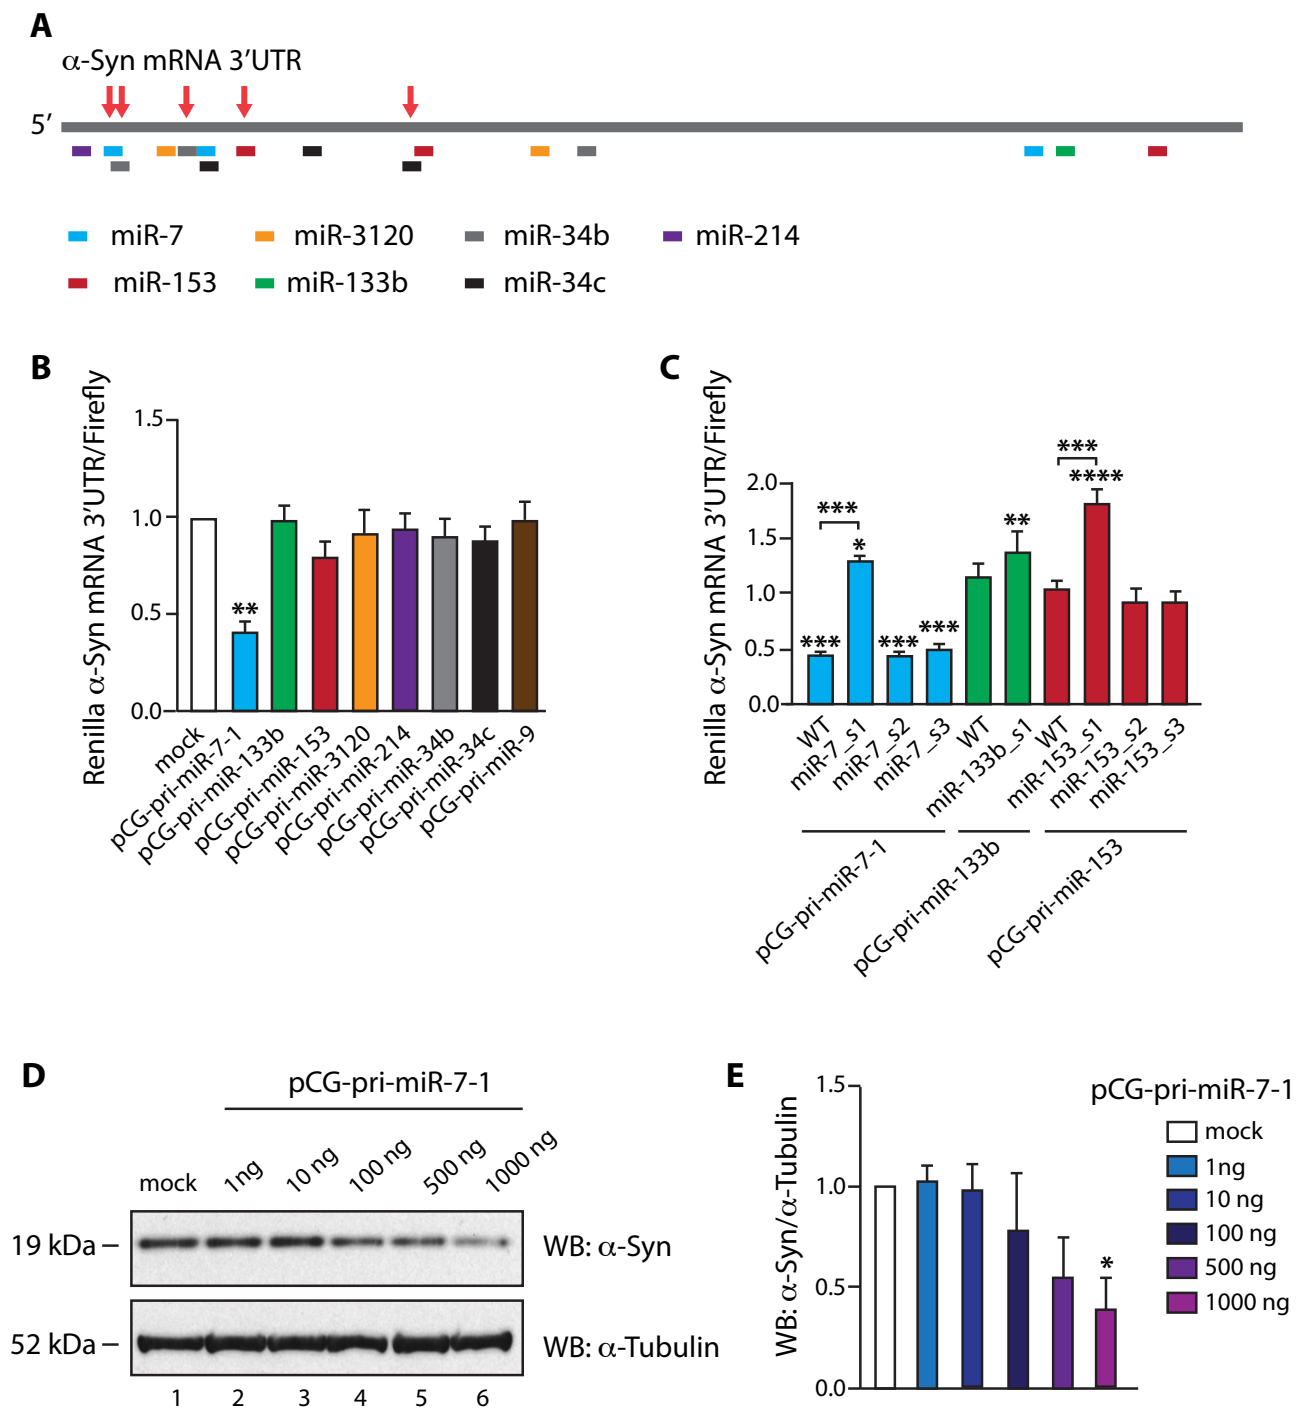 A
α-Syn mRNA 3’UTR
5’
miR-7
miR-3120
miR-34b
miR-214
miR-153
miR-133b
miR-34c
B
Renilla α-Syn mRNA 3’UTR/Firefly
1.5
1.0
0.5
0.0
**
mock
pCG-pri-miR-7-1
pCG-pri-miR-133b
pCG-pri-miR-153
pCG-pri-miR-3120
pCG-pri-miR-214
pCG-pri-miR-34b
pCG-pri-miR-34c
pCG-pri-miR-9
C
Renilla α-Syn mRNA 3’UTR/Firefly
2.0
1.5
1.0
0.5
0.0
***
***
*
***
***
**
***
****
WT
miR-7_s1
miR-7_s2
miR-7_s3
WT
miR-133b_s1
WT
miR-153_s1
miR-153_s2
miR-153_s3
pCG-pri-miR-7-1
pCG-pri-miR-133b
pCG-pri-miR-153
D
pCG-pri-miR-7-1
mock
1ng
10 ng
100 ng
500 ng
1000 ng
19 kDa
WB: α-Syn
52 kDa
WB: α-Tubulin
1 2 3 4 5 6
E
WB: α-Syn/α-Tubulin
1.5
1.0
0.5
0.0
*
pCG-pri-miR-7-1
mock
1ng
10 ng
100 ng
500 ng
1000 ng